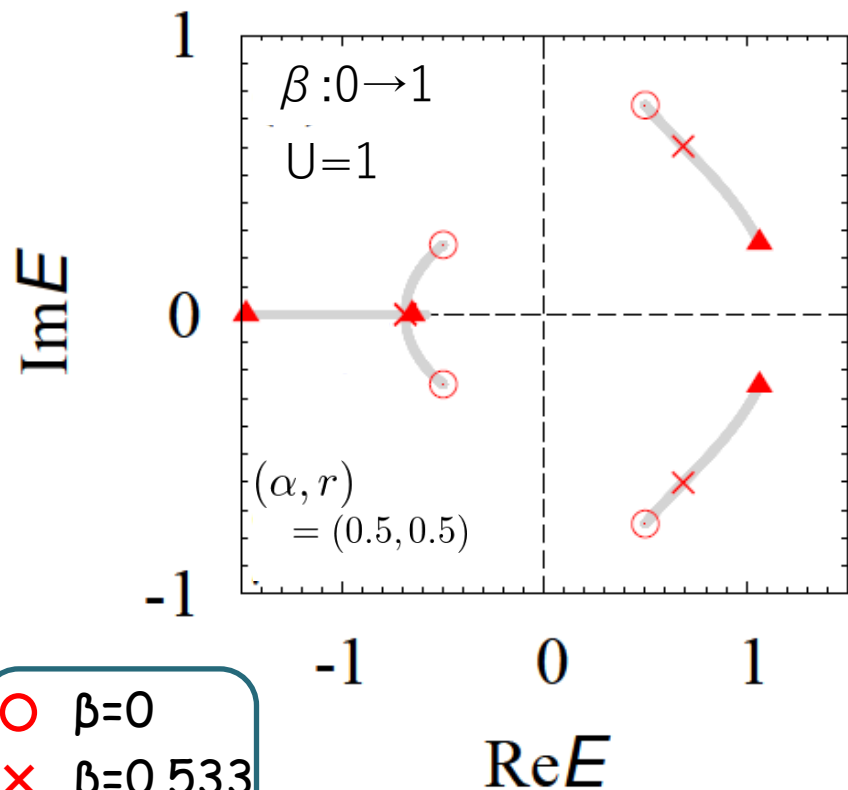 1
β:0→1
U=1
ImE
0
(α, r)
= (0.5, 0.5)
-1
-1 0 1
ReE
β=0
β=0.533